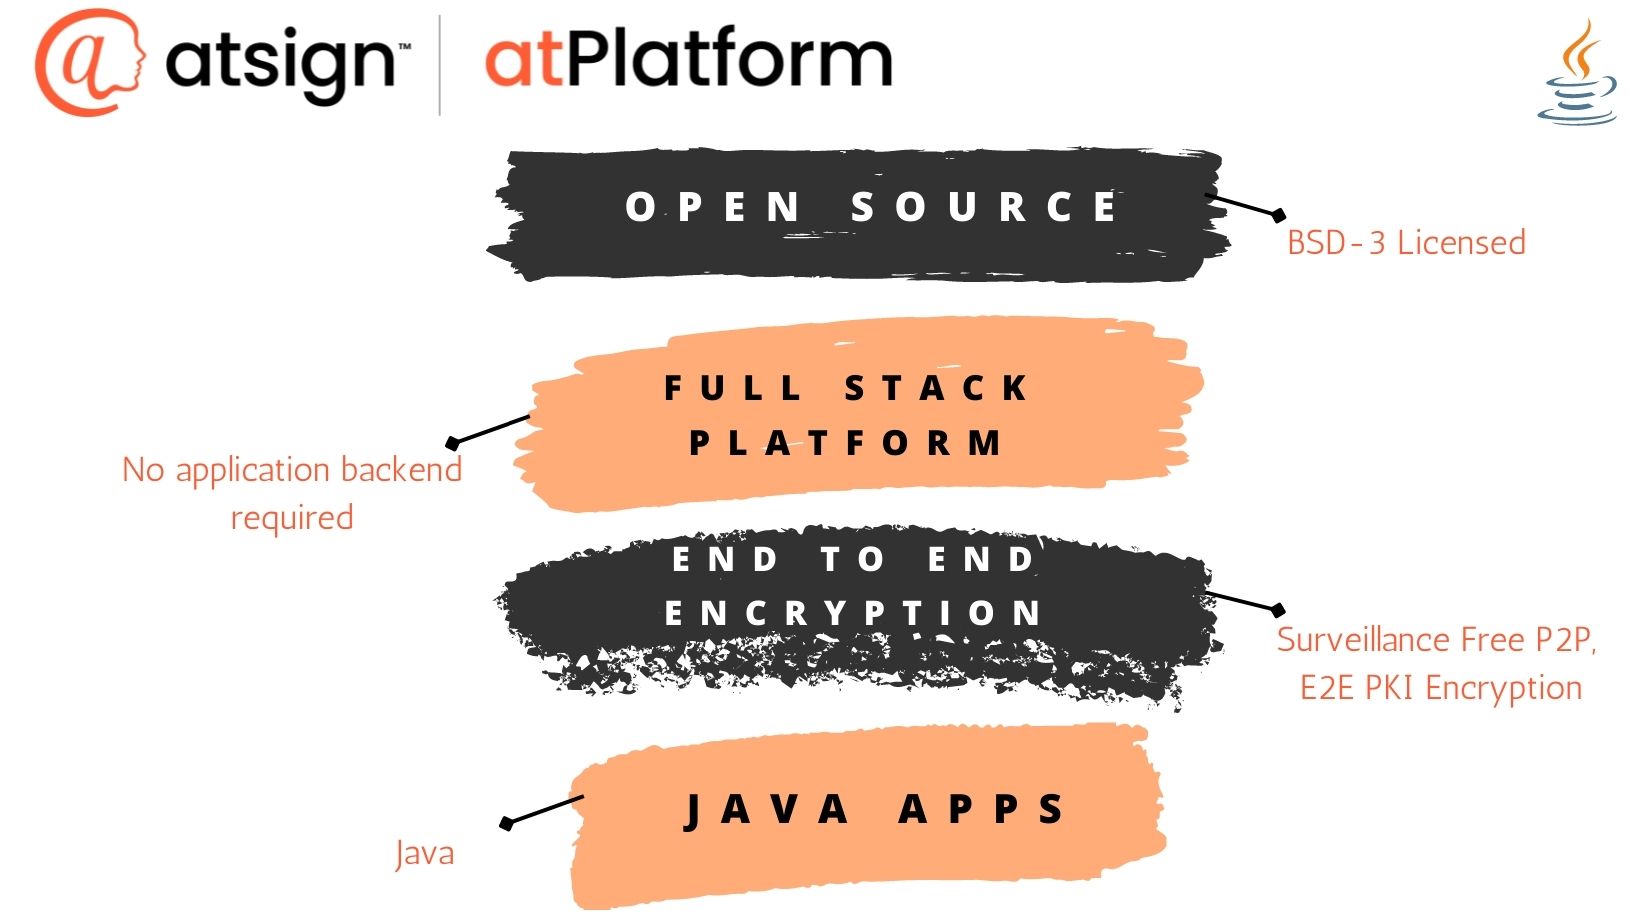 atsign™ | atPlatform
OPEN SOURCE
BSD-3 Licensed
FULL STACK
PLATFORM
No application backend
required
END TO END
ENCRYPTION
Surveillance Free P2P,
E2E PKI Encryption
JAVA APPS
Java